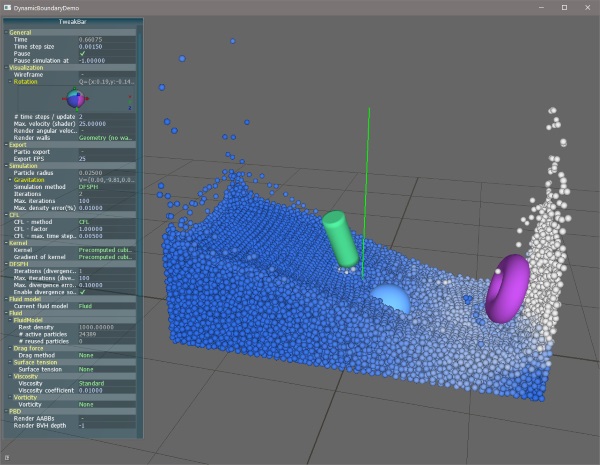 DynamicBoundaryDemo
TweakBar
General
Time 0.66075
Time step size 0.00150
Pause
Pause simulation at -1.00000
Visualization
Wireframe -
Rotation Q={x:0.19,y:-0.14...
# time steps / update 2
Max. velocity (shader) 25.00000
Render angular veloc... -
Render walls Geometry (no wa...
Export
Partio export -
Export FPS 25
Simulation
Particle radius 0.02500
Gravitation V={0.00,-9.81,0.0...
Simulation method DFSPH
Iterations 2
Max. iterations 100
Max. density error(%) 0.01000
CFL
CFL - method CFL
CFL - factor 1.00000
CFL - max. time step... 0.00500
Kernel
Kernel Precomputed cubi...
Gradient of kernel Precomputed cubi...
DFSPH
Iterations (divergenc... 1
Max. iterations (dive... 100
Max. divergence erro... 0.10000
Enable divergence so...
Fluid model
Current fluid model Fluid
Fluid
FluidModel
Rest density 1000.00000
# active particles 24389
# reused particles 0
Drag force
Drag method None
Surface tension
Surface tension None
Viscosity
Viscosity Standard
Viscosity coefficient 0.01000
Vorticity
Vorticity None
PBD
Render AABBs -
Render BVH depth -1